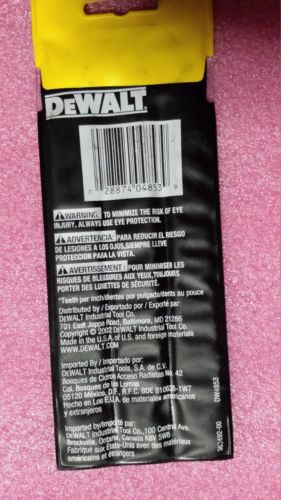 DEWALT
0 28874 04853 9
WARNING: TO MINIMIZE THE RISK OF EYE
INJURY, ALWAYS USE EYE PROTECTION.
ADVERTENCIA: PARA REDUCIR EL RIESGO
DE LESIONES A LOS OJOS, SIEMPRE LLEVE
PROTECCION PARA LA VISTA.
AVERTISSEMENT: POUR MINIMISER LES
RISQUES DE BLESSURES AUX YEUX, TOUJOURS
PORTER DES LUNETTES DE SÉCURITÉ.
*Teeth per inch/dientes por pulgada/dents au pouce
Distributed by / Exportado por / Exporté par:
DEWALT Industrial Tool Co.
701 East Joppa Road, Baltimore, MD 21286
Copyright © 2002 DEWALT Industrial Tool Co.
Made in the U.S.A. of U.S. and foreign materials
www.DEWALT.com
Imported By / Importado por:
DEWALT Industrial Tools, S.A. DE C.V.
Bosques de Cidros Acceso Radiatas No. 42
Col. Bosques de las Lomas
05120 México, D.F., R.F.C. BDE 810626-1W7
Hecho en Los E.U.A. de materiales americanos
y extranjeros
Imported by/Importé par:
DEWALT Industrial Tool Co., 100 Central Ave.
Brockville, Ontario, Canada K6V 5W6
Fabriqué aux États-Unis avec des matériaux
américains et étrangers
DW4853